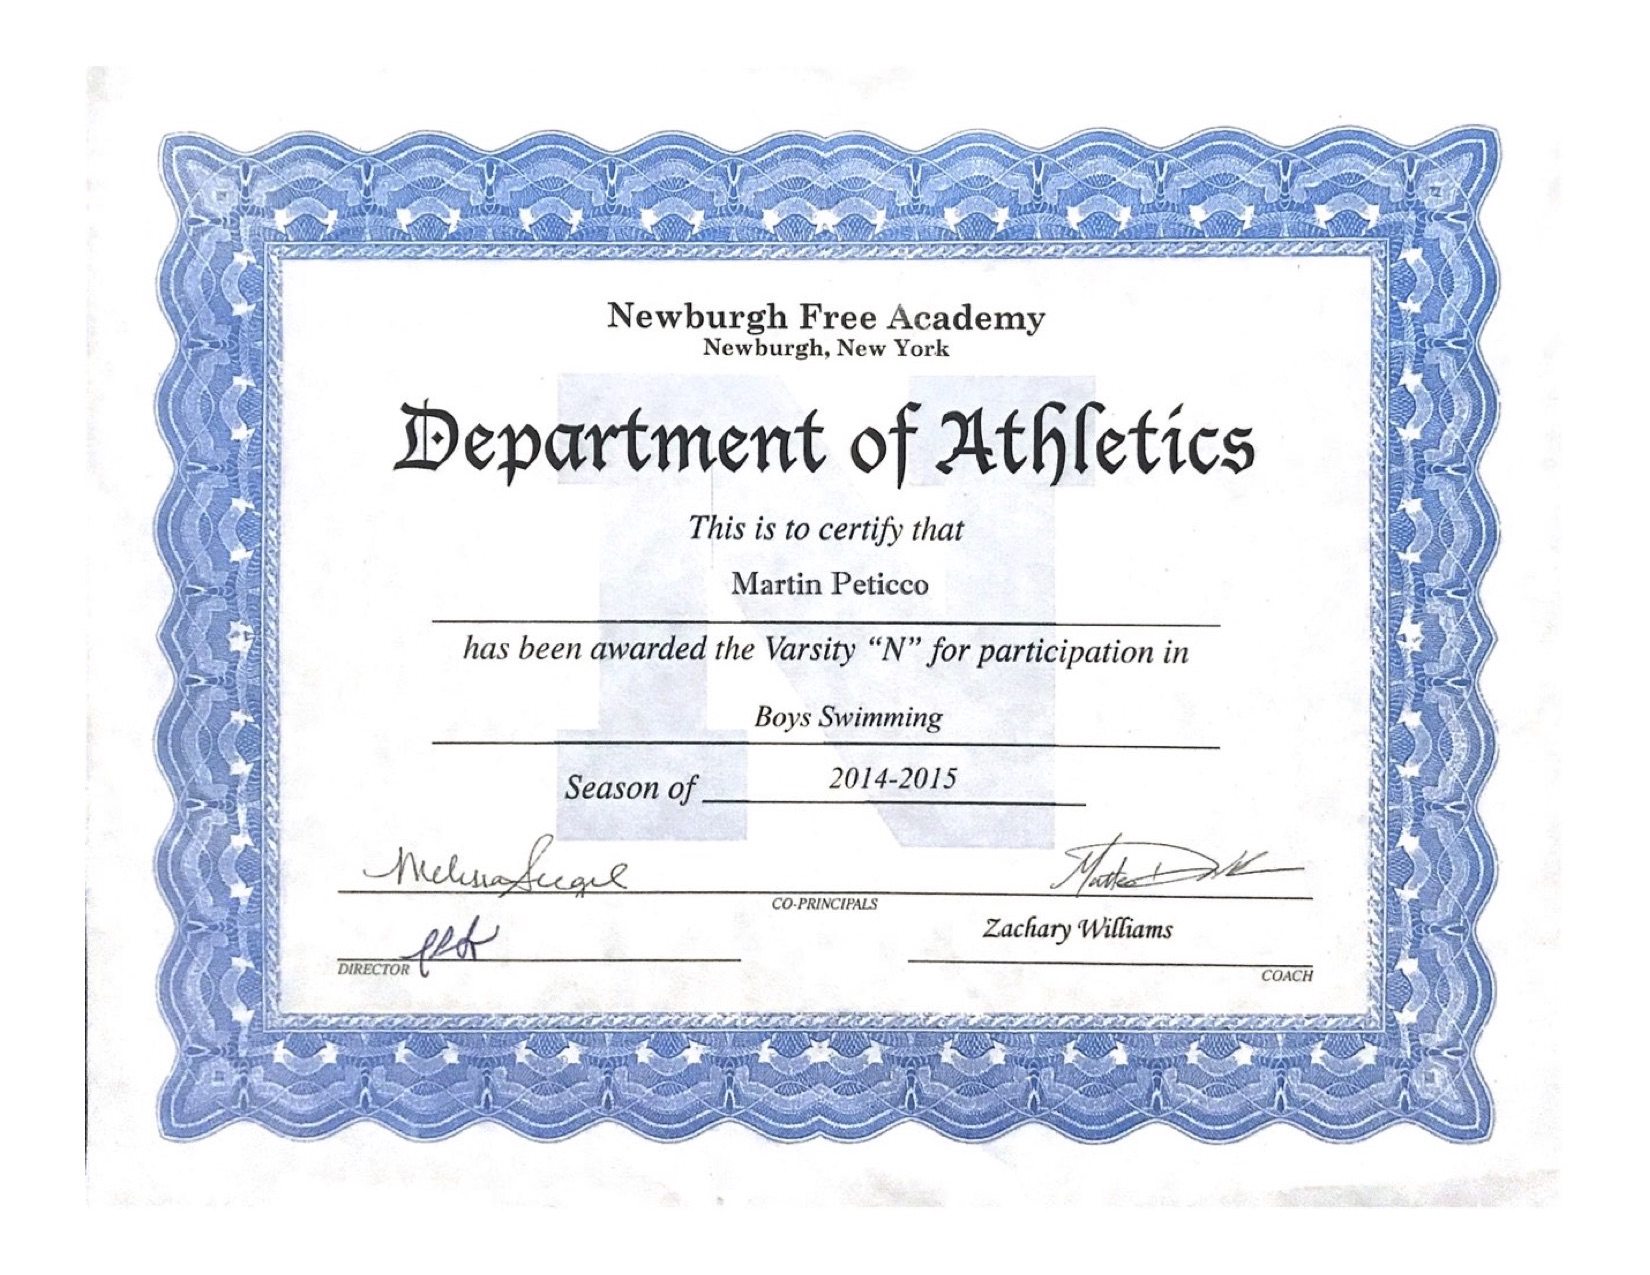 Newburgh Free Academy
Newburgh, New York
Department of Athletics
This is to certify that
Martin Peticco
has been awarded the Varsity “N” for participation in
Boys Swimming
Season of 2014-2015
Melissa Siegel
CO-PRINCIPALS
Zachary Williams
DIRECTOR
COACH
N